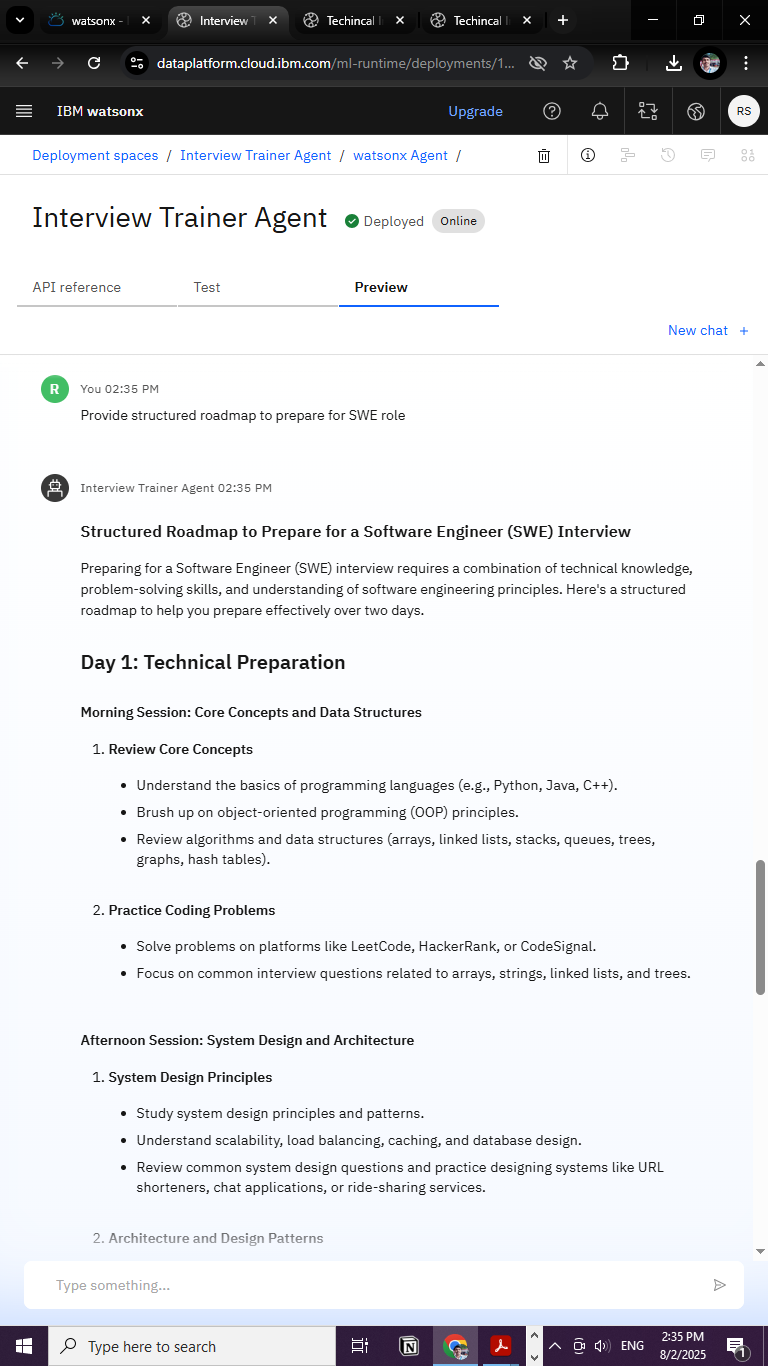 watsonx -
Interview T
Techincal I
Techincal I
dataplatform.cloud.ibm.com/ml-runtime/deployments/1...
IBM watsonx
Upgrade
RS
Deployment spaces / Interview Trainer Agent / watsonx Agent /
Interview Trainer Agent
Deployed
Online
API reference
Test
Preview
New chat +
R
You 02:35 PM
Provide structured roadmap to prepare for SWE role
Interview Trainer Agent 02:35 PM
Structured Roadmap to Prepare for a Software Engineer (SWE) Interview
Preparing for a Software Engineer (SWE) interview requires a combination of technical knowledge,
problem-solving skills, and understanding of software engineering principles. Here's a structured
roadmap to help you prepare effectively over two days.
Day 1: Technical Preparation
Morning Session: Core Concepts and Data Structures
1. Review Core Concepts
• Understand the basics of programming languages (e.g., Python, Java, C++).
• Brush up on object-oriented programming (OOP) principles.
• Review algorithms and data structures (arrays, linked lists, stacks, queues, trees,
graphs, hash tables).
2. Practice Coding Problems
• Solve problems on platforms like LeetCode, HackerRank, or CodeSignal.
• Focus on common interview questions related to arrays, strings, linked lists, and trees.
Afternoon Session: System Design and Architecture
1. System Design Principles
• Study system design principles and patterns.
• Understand scalability, load balancing, caching, and database design.
• Review common system design questions and practice designing systems like URL
shorteners, chat applications, or ride-sharing services.
2. Architecture and Design Patterns
Type something...
Type here to search
ENG
2:35 PM
8/2/2025
1